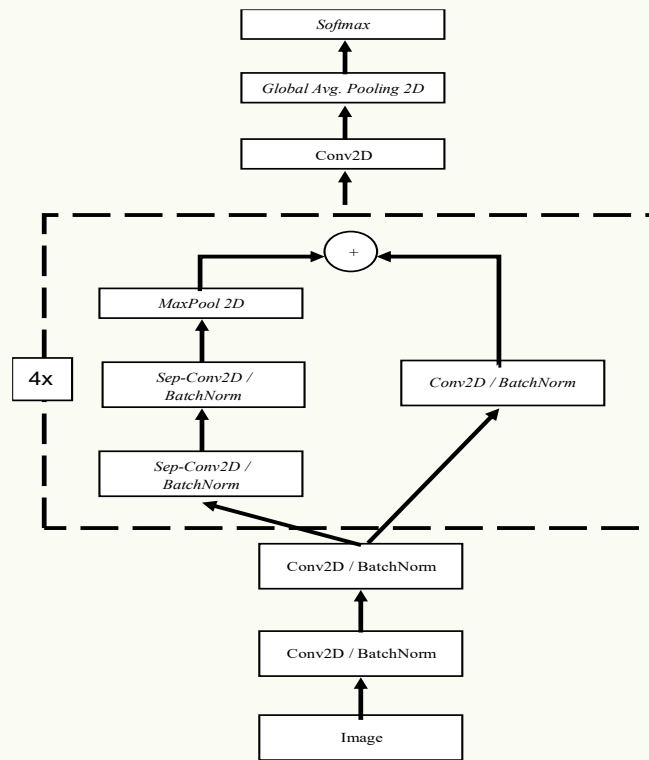 Softmax
Global Avg. Pooling 2D
Conv2D
+
MaxPool 2D
4x
Sep-Conv2D /
BatchNorm
Conv2D / BatchNorm
Sep-Conv2D /
BatchNorm
Conv2D / BatchNorm
Conv2D / BatchNorm
Image